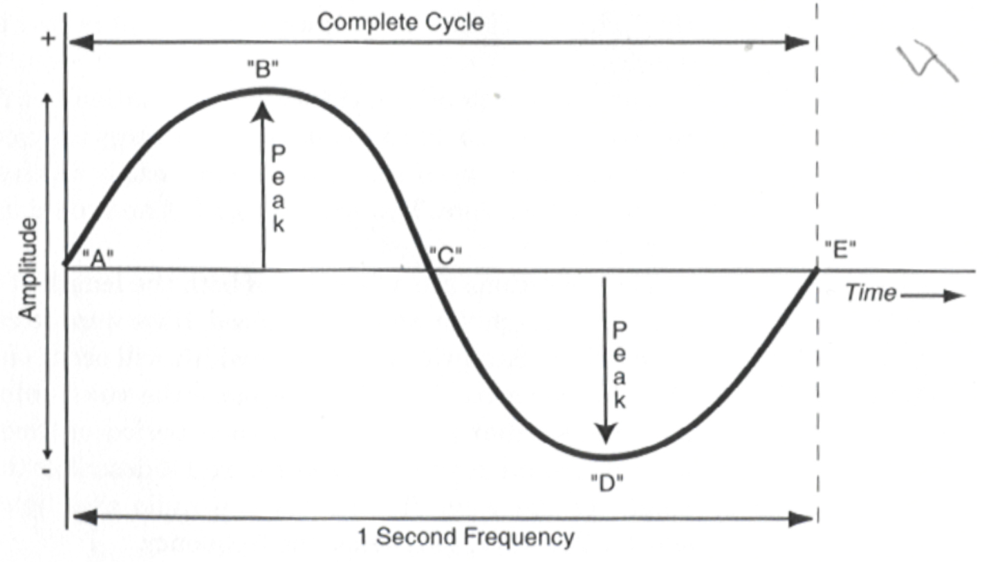 Complete Cycle
+
"B"
Peak
Amplitude
"A"
"C"
"E"
Time
Peak
-
"D"
1 Second Frequency